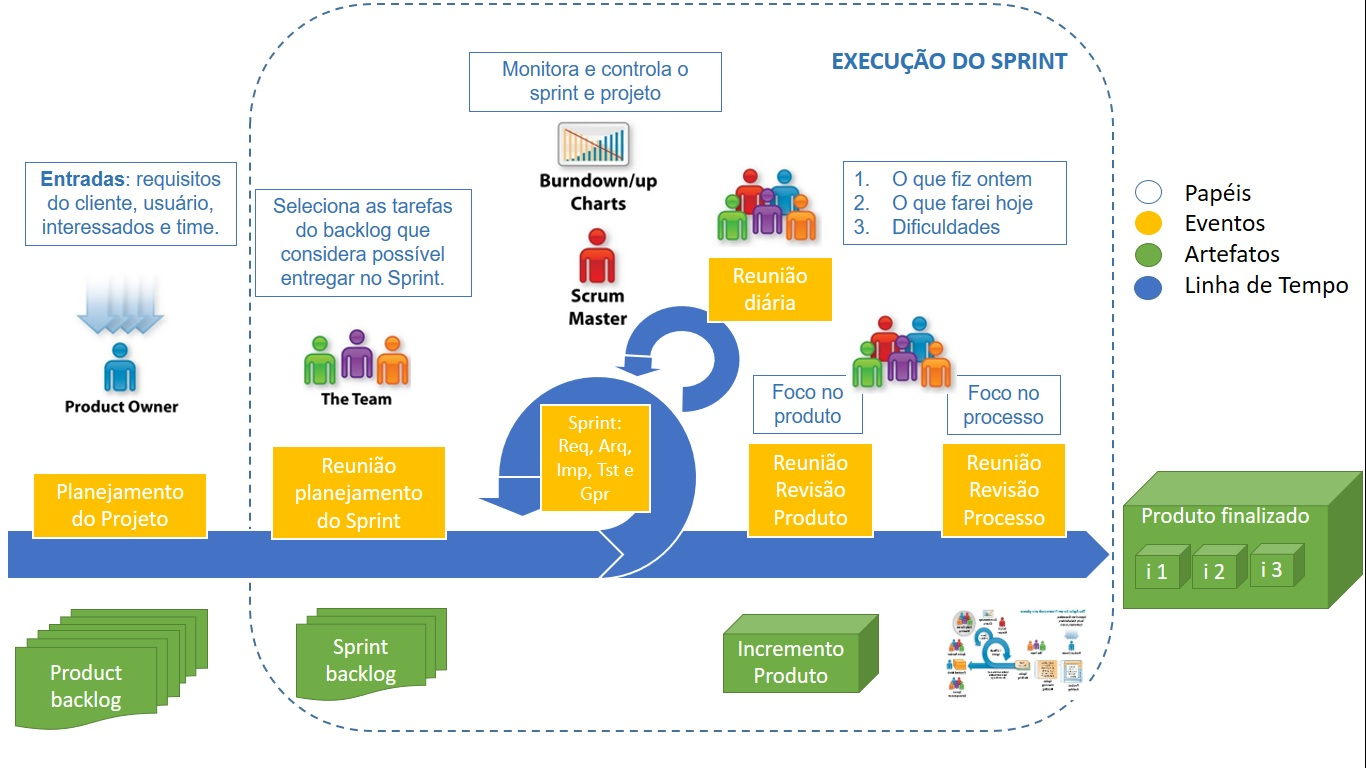 EXECUÇÃO DO SPRINT
Monitora e controla o
sprint e projeto
Burndown/up
Charts
Scrum
Master
Entradas: requisitos
do cliente, usuário,
interessados e time.
Product Owner
Seleciona as tarefas
do backlog que
considera possível
entregar no Sprint.
The Team
1. O que fiz ontem
2. O que farei hoje
3. Dificuldades
Reunião
diária
Papéis
Eventos
Artefatos
Linha de Tempo
Foco no
produto
Foco no
processo
Planejamento
do Projeto
Reunião
planejamento
do Sprint
Sprint:
Req, Arq,
Imp, Tst e
Gpr
Reunião
Revisão
Produto
Reunião
Revisão
Processo
Produto finalizado
i 1
i 2
i 3
Product
backlog
Sprint
backlog
Incremento
Produto